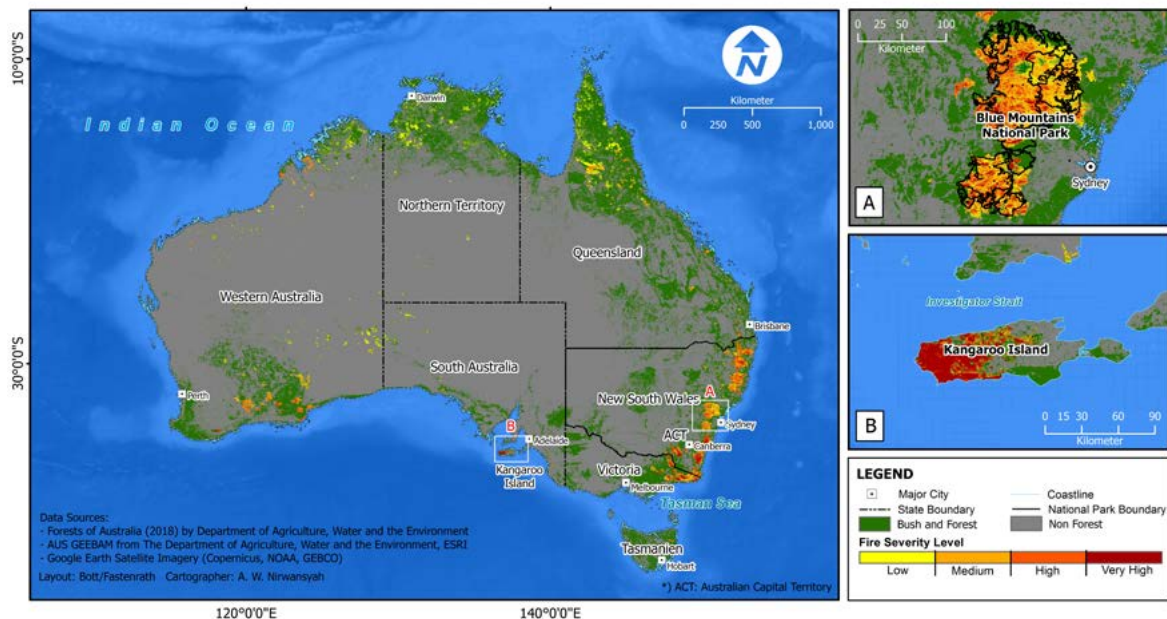 10°0'0"S
30°0'0"S
120°0'0"E
140°0'0"E
Indian Ocean
N
Kilometer
0 250 500 1,000
Darwin
Northern Territory
Queensland
Western Australia
South Australia
Brisbane
Perth
New South Wales
A
Sydney
B
Adelaide
ACT
Canberra
Kangaroo
Island
Victoria
Melbourne
Tasman Sea
Tasmanien
Hobart
Data Sources:
- Forests of Australia (2018) by Department of Agriculture, Water and the Environment
- AUS GEEBAM from The Department of Agriculture, Water and the Environment, ESRI
- Google Earth Satellite Imagery (Copernicus, NOAA, GEBCO)
Layout: Bott/Fastenrath Cartographer: A. W. Nirwansyah
*) ACT: Australian Capital Territory
0 25 50 100
Kilometer
Blue Mountains
National Park
Sydney
A
Investigator Strait
Kangaroo Island
0 15 30 60 90
Kilometer
B
LEGEND
Major City
Coastline
State Boundary
National Park Boundary
Bush and Forest
Non Forest
Fire Severity Level
Low Medium High Very High